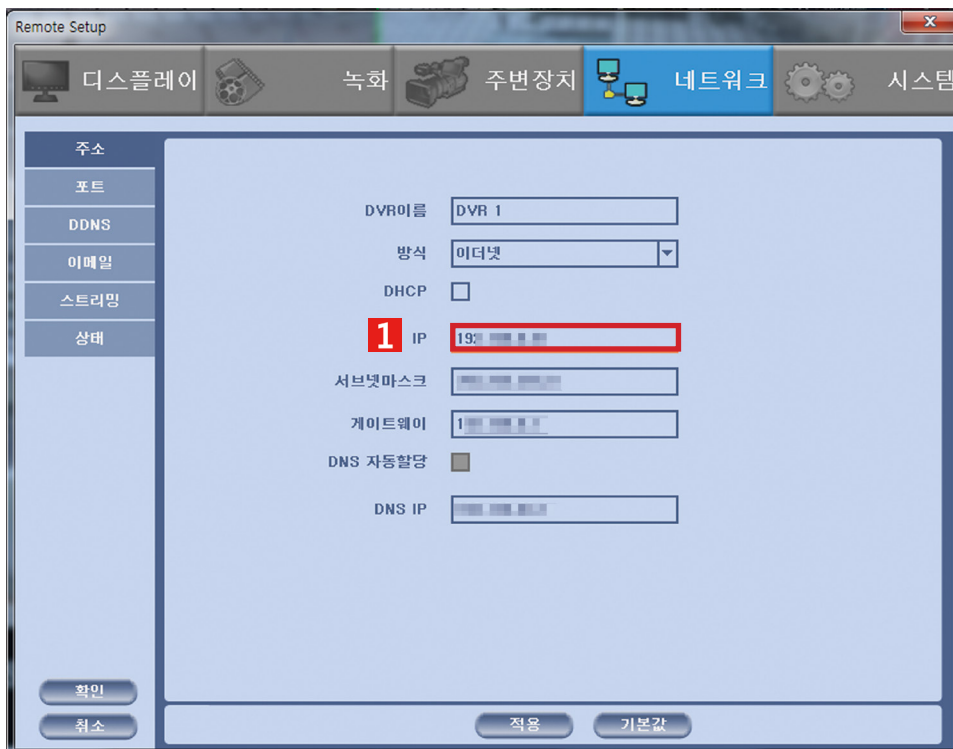 Remote Setup
디스플레이 녹화 주변장치 네트워크 시스템
주소
포트
DDNS
이메일
스트리밍
상태
DVR이름 DVR 1
방식 이더넷
DHCP
1 IP 192
서브넷마스크
게이트웨이 1
DNS 자동할당
DNS IP
확인
취소
적용 기본값